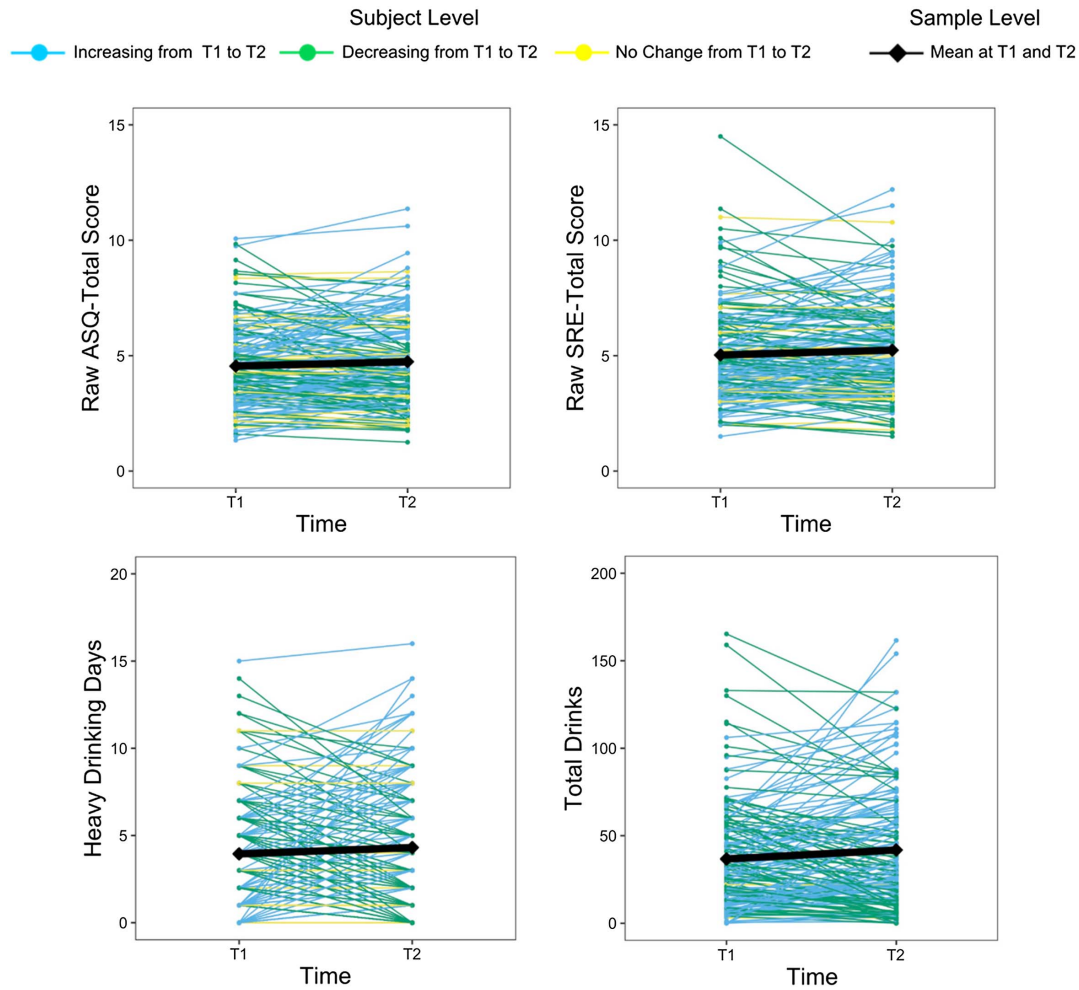 Subject Level
Sample Level
Increasing from T1 to T2
Decreasing from T1 to T2
No Change from T1 to T2
Mean at T1 and T2
Raw ASQ-Total Score
15
10
5
0
T1
T2
Time
Raw SRE-Total Score
15
10
5
0
T1
T2
Time
Heavy Drinking Days
20
15
10
5
0
T1
T2
Time
Total Drinks
200
150
100
50
0
T1
T2
Time